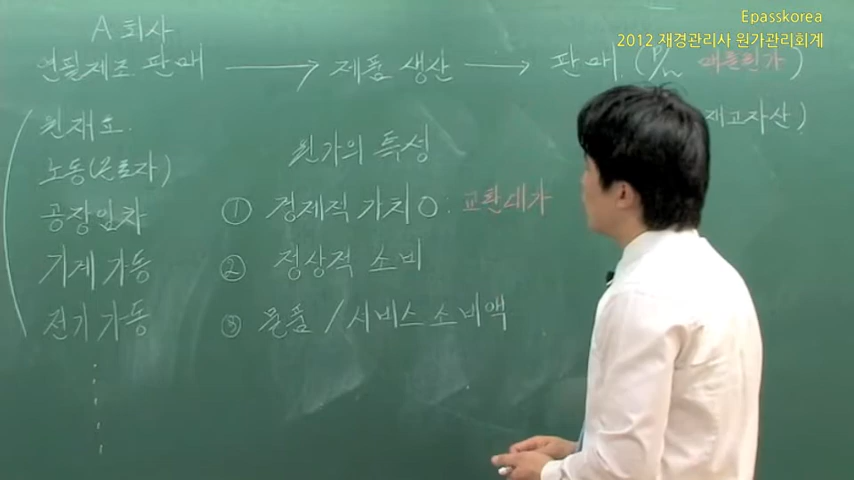 Epasskorea
2012 재경관리사 원가관리회계
A 회사
연필제조 판매 → 제품 생산 → 판매 (P/L 매출원가)
원재료
재고자산)
노동(근로자)
원가의 특성
공장임차
① 경제적 가치 O : 교환대가
기계 가동
② 정상적 소비
전기 가동
③ 물품 / 서비스 소비액